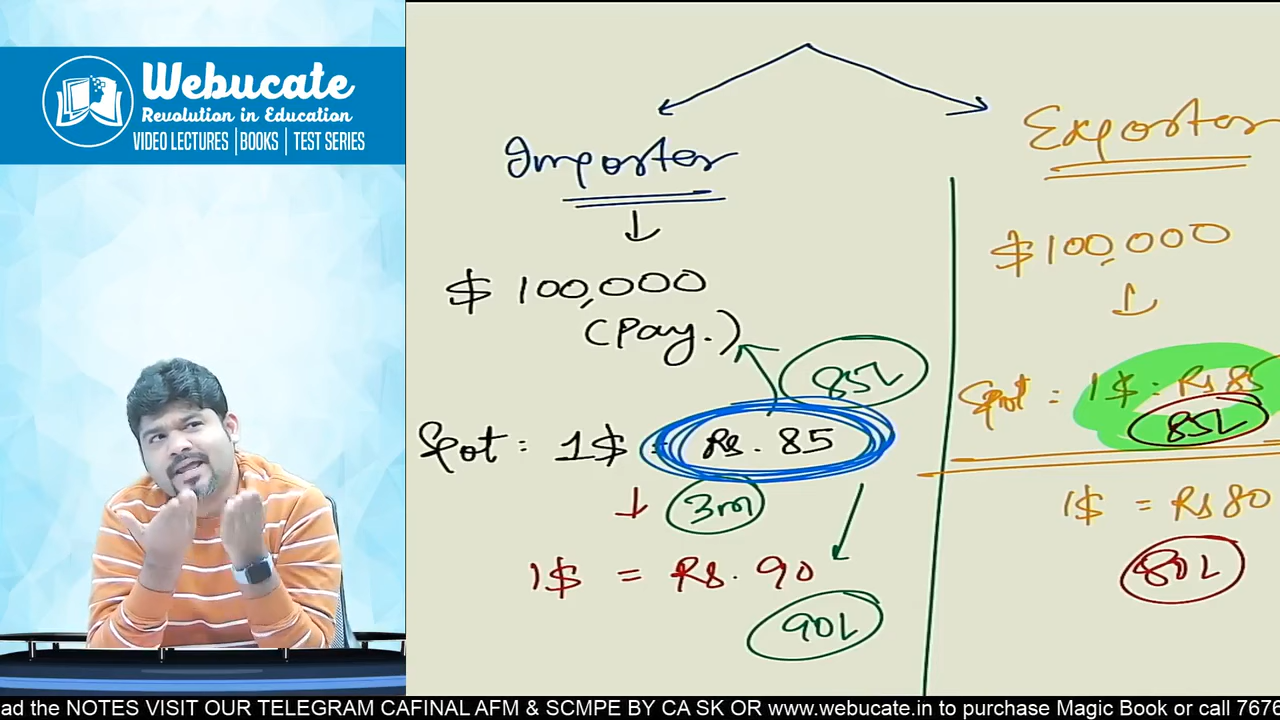 Webucate
Revolution in Education
VIDEO LECTURES | BOOKS | TEST SERIES
Importer
$ 100,000
(Pay.)
85L
Spot : 1$ = Rs. 85
3m
1$ = Rs. 90
90L
Exporter
$100,000
Spot : 1$ : Rs 85
85L
1$ = Rs 80
80L
ad the NOTES VISIT OUR TELEGRAM CAFINAL AFM & SCMPE BY CA SK OR www.webucate.in to purchase Magic Book or call 7676